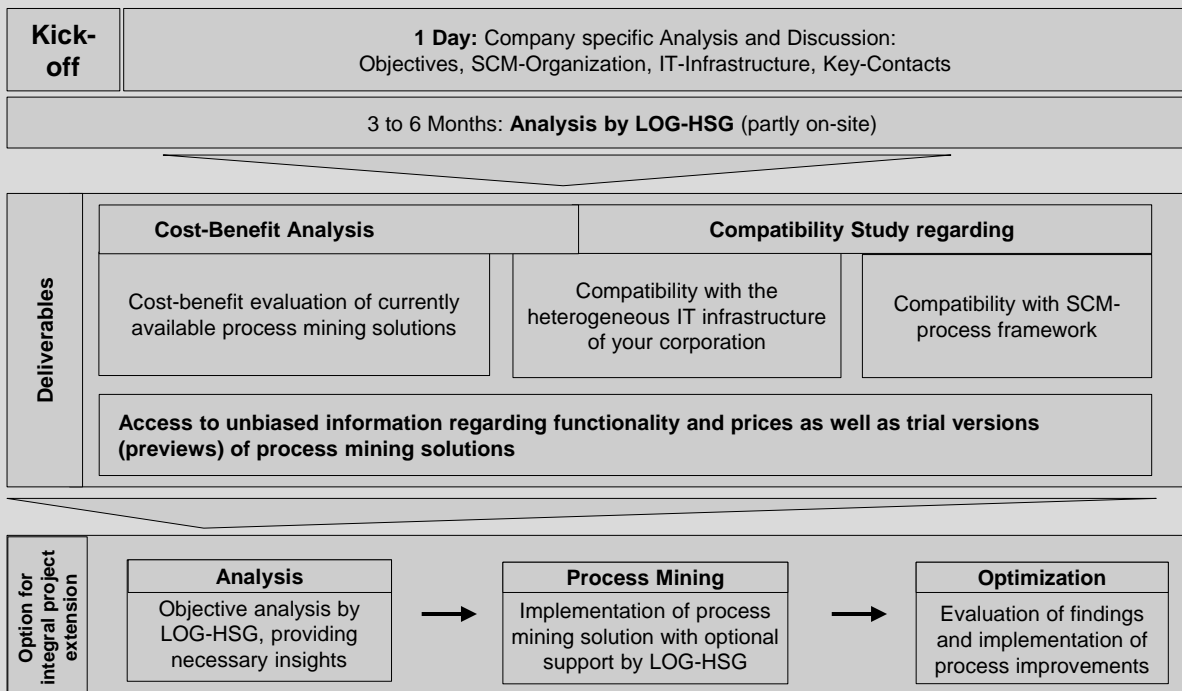 Kick-
off
1 Day: Company specific Analysis and Discussion:
Objectives, SCM-Organization, IT-Infrastructure, Key-Contacts
3 to 6 Months: Analysis by LOG-HSG (partly on-site)
Deliverables
Cost-Benefit Analysis
Compatibility Study regarding
Cost-benefit evaluation of currently
available process mining solutions
Compatibility with the
heterogeneous IT infrastructure
of your corporation
Compatibility with SCM-
process framework
Access to unbiased information regarding functionality and prices as well as trial versions
(previews) of process mining solutions
Option for
integral project
extension
Analysis
Objective analysis by
LOG-HSG, providing
necessary insights
Process Mining
Implementation of process
mining solution with optional
support by LOG-HSG
Optimization
Evaluation of findings
and implementation of
process improvements